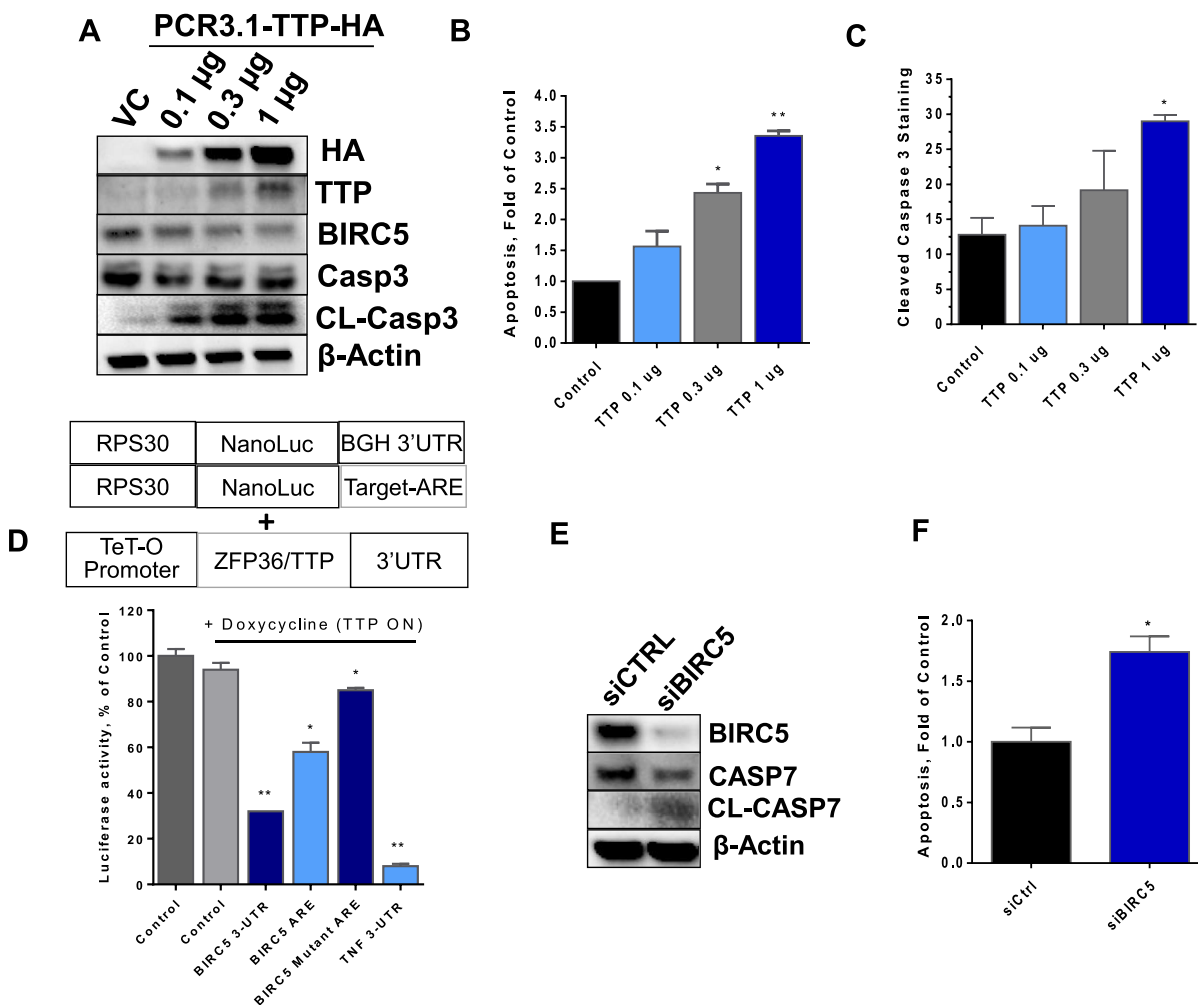 A
PCR3.1-TTP-HA
VC
0.1 µg
0.3 µg
1 µg
HA
TTP
BIRC5
Casp3
CL-Casp3
β-Actin
B
Apoptosis, Fold of Control
4.0
3.5
3.0
2.5
2.0
1.5
1.0
0.5
0.0
*
**
Control
TTP 0.1 ug
TTP 0.3 ug
TTP 1 ug
C
Cleaved Caspase 3 Staining
35
30
25
20
15
10
5
0
*
Control
TTP 0.1 ug
TTP 0.3 ug
TTP 1 ug
RPS30 NanoLuc BGH 3'UTR
RPS30 NanoLuc Target-ARE
+
D
TeT-O Promoter ZFP36/TTP 3'UTR
Luciferase activity, % of Control
120
100
80
60
40
20
0
+ Doxycycline (TTP ON)
**
*
*
**
Control
Control
BIRC5 3-UTR
BIRC5 ARE
BIRC5 Mutant ARE
TNF 3-UTR
E
siCTRL
siBIRC5
BIRC5
CASP7
CL-CASP7
β-Actin
F
Apoptosis, Fold of Control
2.0
1.5
1.0
0.5
0.0
*
siCtrl
siBIRC5